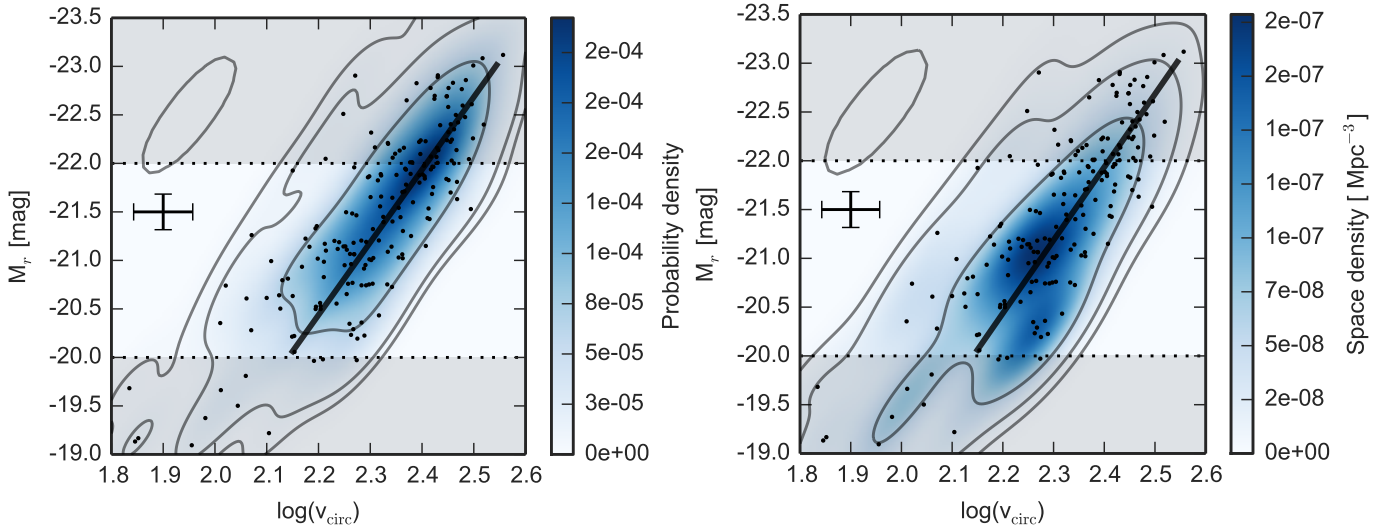 -23.5
-23.0
-22.5
-22.0
-21.5
-21.0
-20.5
-20.0
-19.5
-19.0
M_r [mag]
1.8 1.9 2.0 2.1 2.2 2.3 2.4 2.5 2.6
log(v_circ)
2e-04
2e-04
2e-04
1e-04
1e-04
8e-05
5e-05
3e-05
0e+00
Probability density
-23.5
-23.0
-22.5
-22.0
-21.5
-21.0
-20.5
-20.0
-19.5
-19.0
M_r [mag]
1.8 1.9 2.0 2.1 2.2 2.3 2.4 2.5 2.6
log(v_circ)
2e-07
2e-07
1e-07
1e-07
1e-07
7e-08
5e-08
2e-08
0e+00
Space density [ Mpc⁻³ ]